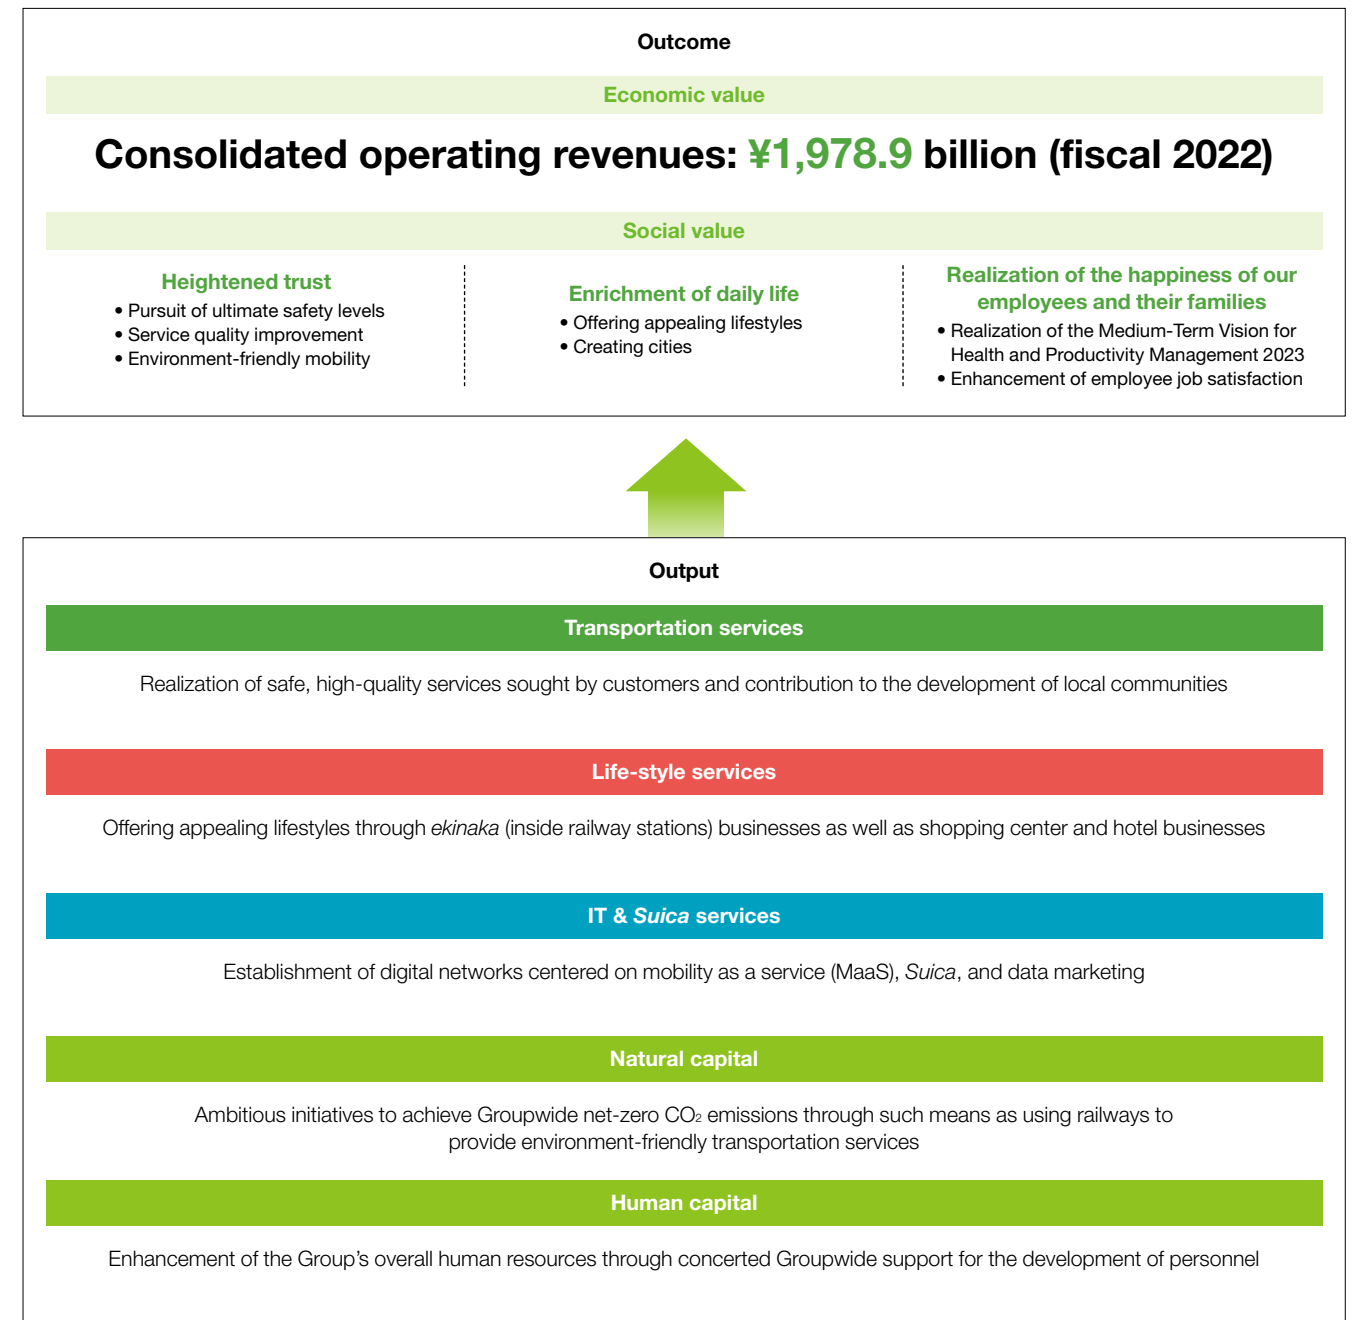 Outcome
Economic value
Consolidated operating revenues: ¥1,978.9 billion (fiscal 2022)
Social value
Heightened trust
• Pursuit of ultimate safety levels
• Service quality improvement
• Environment-friendly mobility
Enrichment of daily life
• Offering appealing lifestyles
• Creating cities
Realization of the happiness of our
employees and their families
• Realization of the Medium-Term Vision for
Health and Productivity Management 2023
• Enhancement of employee job satisfaction
Output
Transportation services
Realization of safe, high-quality services sought by customers and contribution to the development of local communities
Life-style services
Offering appealing lifestyles through ekinaka (inside railway stations) businesses as well as shopping center and hotel businesses
IT & Suica services
Establishment of digital networks centered on mobility as a service (MaaS), Suica, and data marketing
Natural capital
Ambitious initiatives to achieve Groupwide net-zero CO₂ emissions through such means as using railways to
provide environment-friendly transportation services
Human capital
Enhancement of the Group’s overall human resources through concerted Groupwide support for the development of personnel